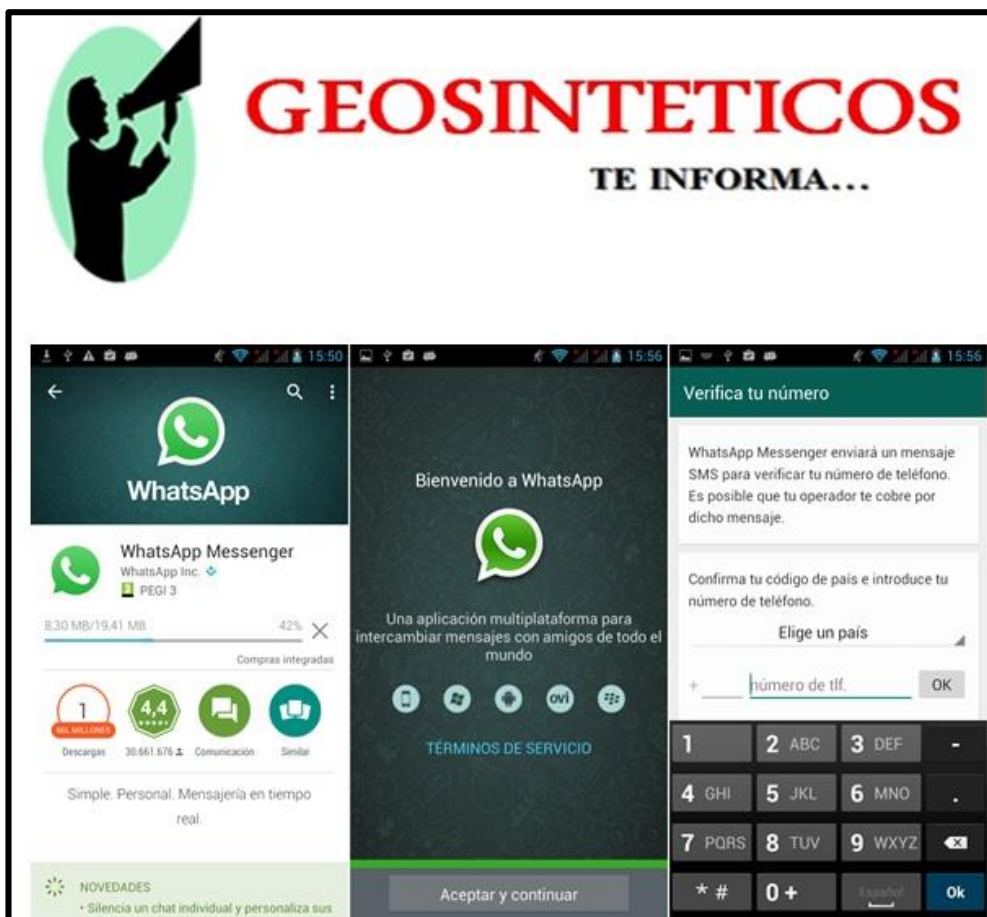 GEOSINTETICOS
TE INFORMA...
15:50
WhatsApp
WhatsApp Messenger
WhatsApp Inc.
PEGI 3
8,30 MB/19,41 MB 42%
Compras integradas
1
MIL MILLONES
4,4
Descargas 30.661.676 Comunicación Similar
Simple. Personal. Mensajería en tiempo
real.
NOVEDADES
• Silencia un chat individual y personaliza sus
15:56
Bienvenido a WhatsApp
Una aplicación multiplataforma para
intercambiar mensajes con amigos de todo el
mundo
ovi
TÉRMINOS DE SERVICIO
Aceptar y continuar
15:56
Verifica tu número
WhatsApp Messenger enviará un mensaje
SMS para verificar tu número de teléfono.
Es posible que tu operador te cobre por
dicho mensaje.
Confirma tu código de país e introduce tu
número de teléfono.
Elige un país
+ número de tlf. OK
1 2 ABC 3 DEF -
4 GHI 5 JKL 6 MNO .
7 PQRS 8 TUV 9 WXYZ
* # 0 + Español Ok